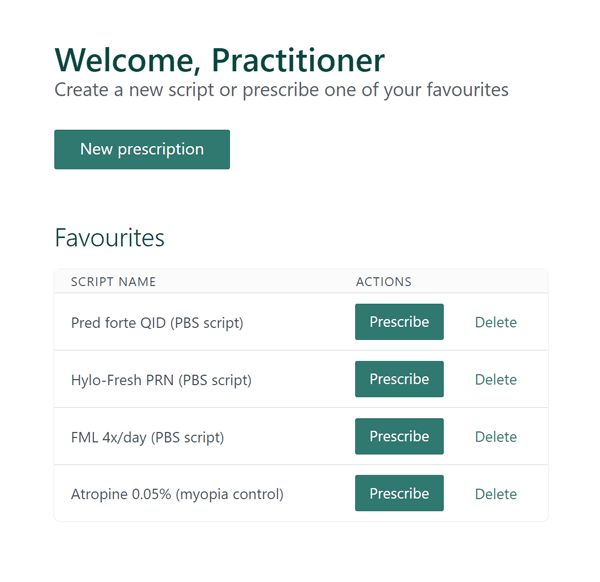 Welcome, Practitioner
Create a new script or prescribe one of your favourites
New prescription
Favourites
SCRIPT NAME ACTIONS
Pred forte QID (PBS script) Prescribe Delete
Hylo-Fresh PRN (PBS script) Prescribe Delete
FML 4x/day (PBS script) Prescribe Delete
Atropine 0.05% (myopia control) Prescribe Delete